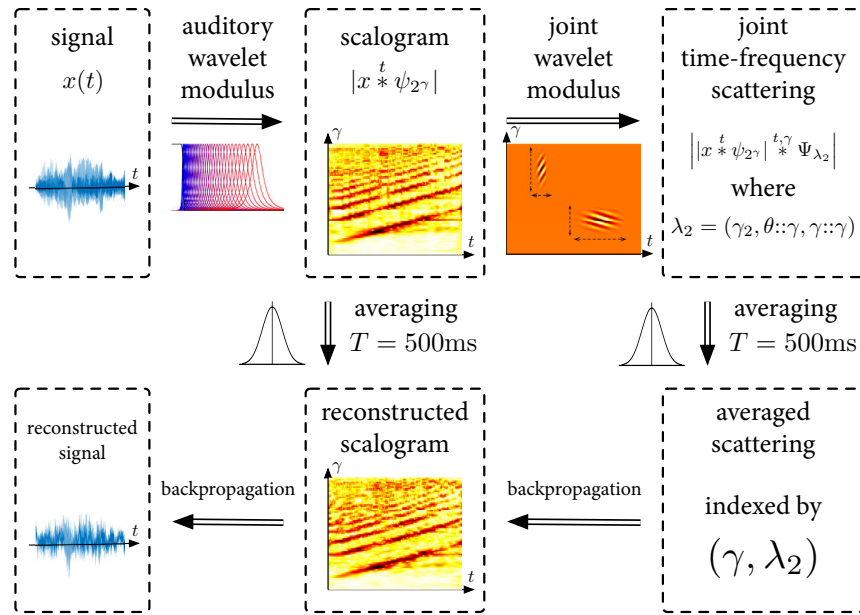 signal
x(t)
t
auditory
wavelet
modulus
scalogram
|x *^t ψ_{2^γ}|
γ
t
joint
wavelet
modulus
γ
t
joint
time-frequency
scattering
||x *^t ψ_{2^γ}| *^{t,γ} Ψ_{λ_2}|
where
λ_2 = (γ_2, θ::γ, γ::γ)
averaging
T = 500ms
averaging
T = 500ms
reconstructed
signal
t
backpropagation
reconstructed
scalogram
γ
t
backpropagation
averaged
scattering
indexed by
(γ, λ_2)